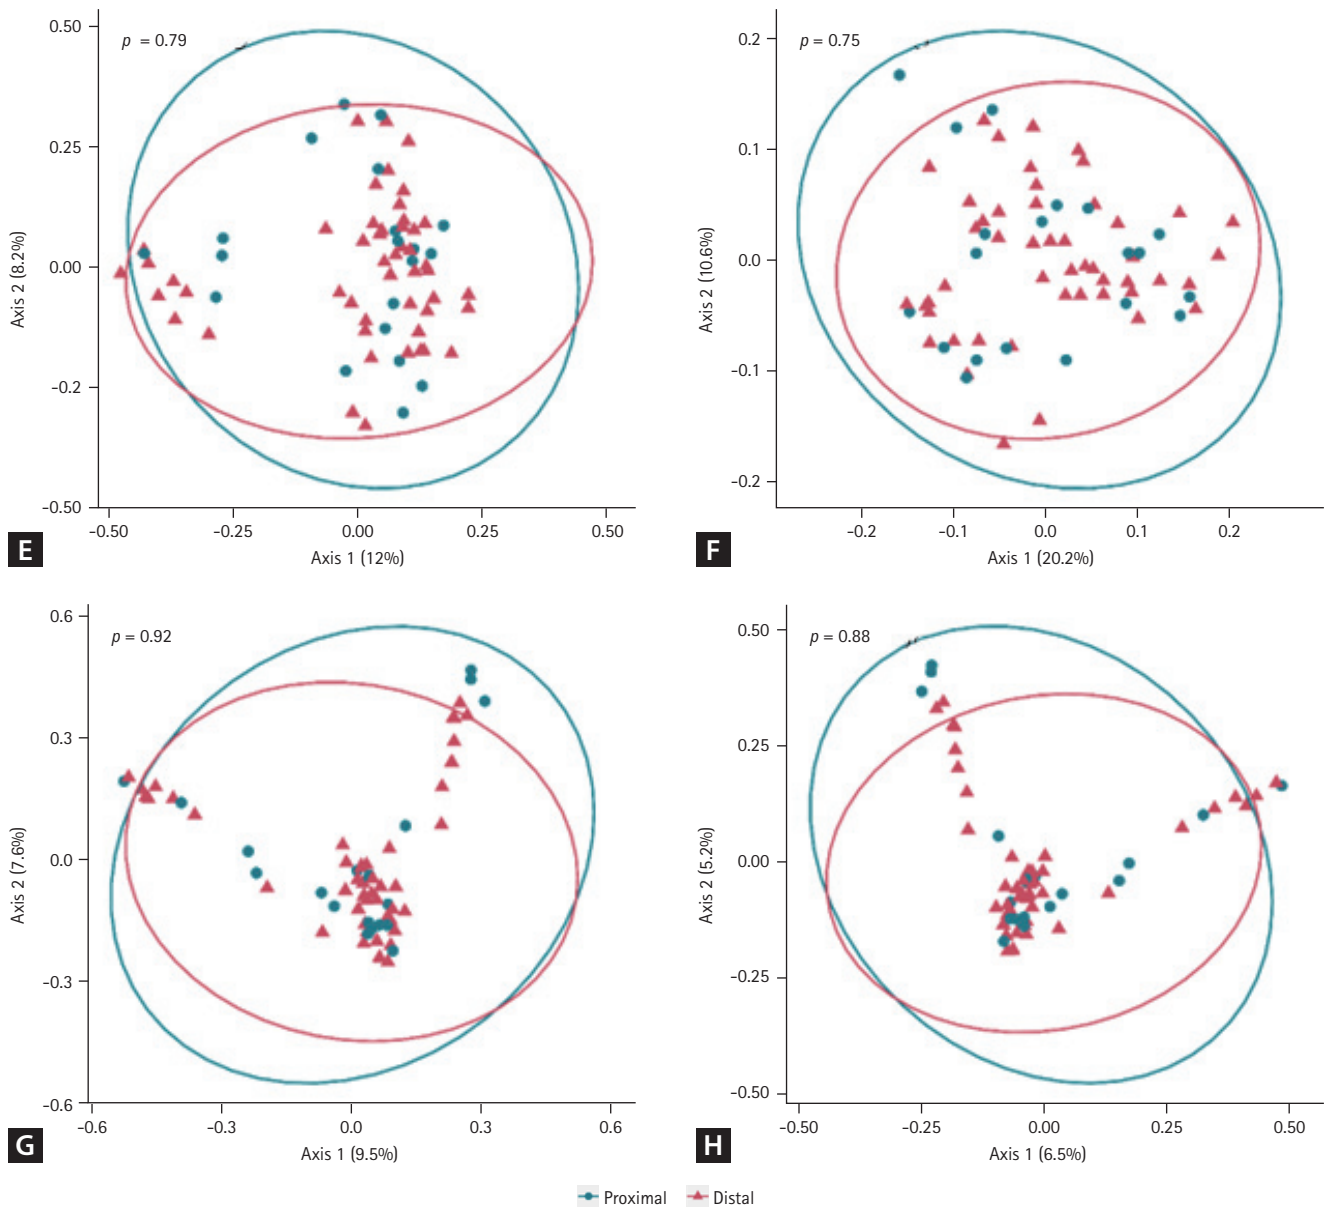 0.50
0.25
0.00
-0.2
-0.50
p = 0.79
Axis 2 (8.2%)
-0.50 -0.25 0.00 0.25 0.50
Axis 1 (12%)
E
0.2
0.1
0.0
-0.1
-0.2
p = 0.75
Axis 2 (10.6%)
-0.2 -0.1 0.0 0.1 0.2
Axis 1 (20.2%)
F
0.6
0.3
0.0
-0.3
-0.6
p = 0.92
Axis 2 (7.6%)
-0.6 -0.3 0.0 0.3 0.6
Axis 1 (9.5%)
G
0.50
0.25
0.00
-0.25
-0.50
p = 0.88
Axis 2 (5.2%)
-0.50 -0.25 0.00 0.25 0.50
Axis 1 (6.5%)
H
Proximal Distal